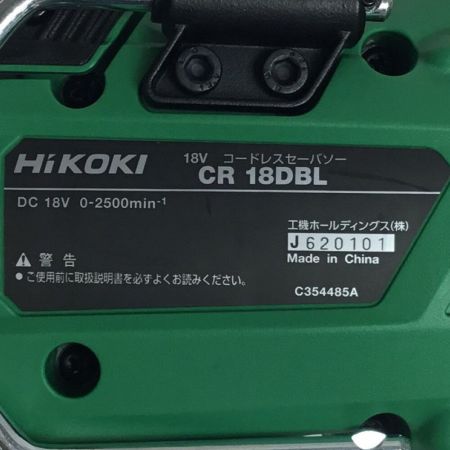 HiKOKI
18V コードレスセーバソー
CR 18DBL
DC 18V 0-2500min⁻¹
工機ホールディングス(株)
J620101
Made in China
⚠ 警告
● ご使用前に取扱説明書を必ずよくお読みください。
C354485A